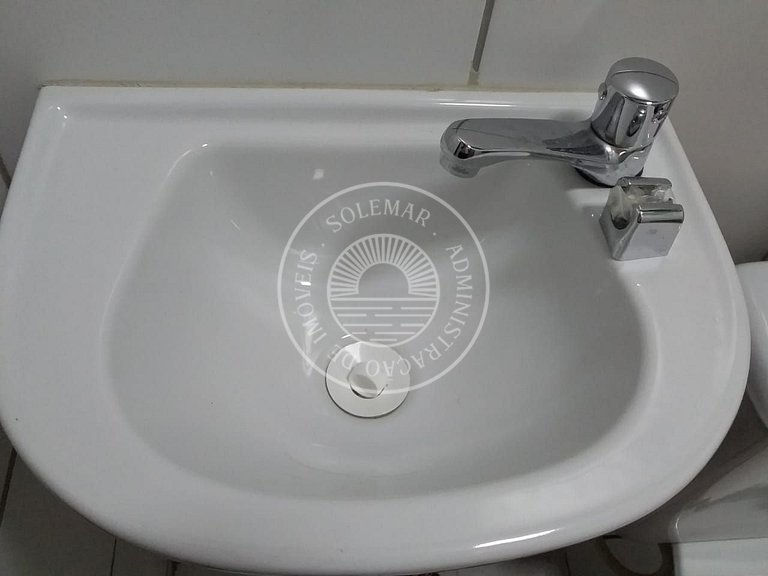 SOLEMAR . ADMINISTRAÇÃO DE IMÓVEIS .